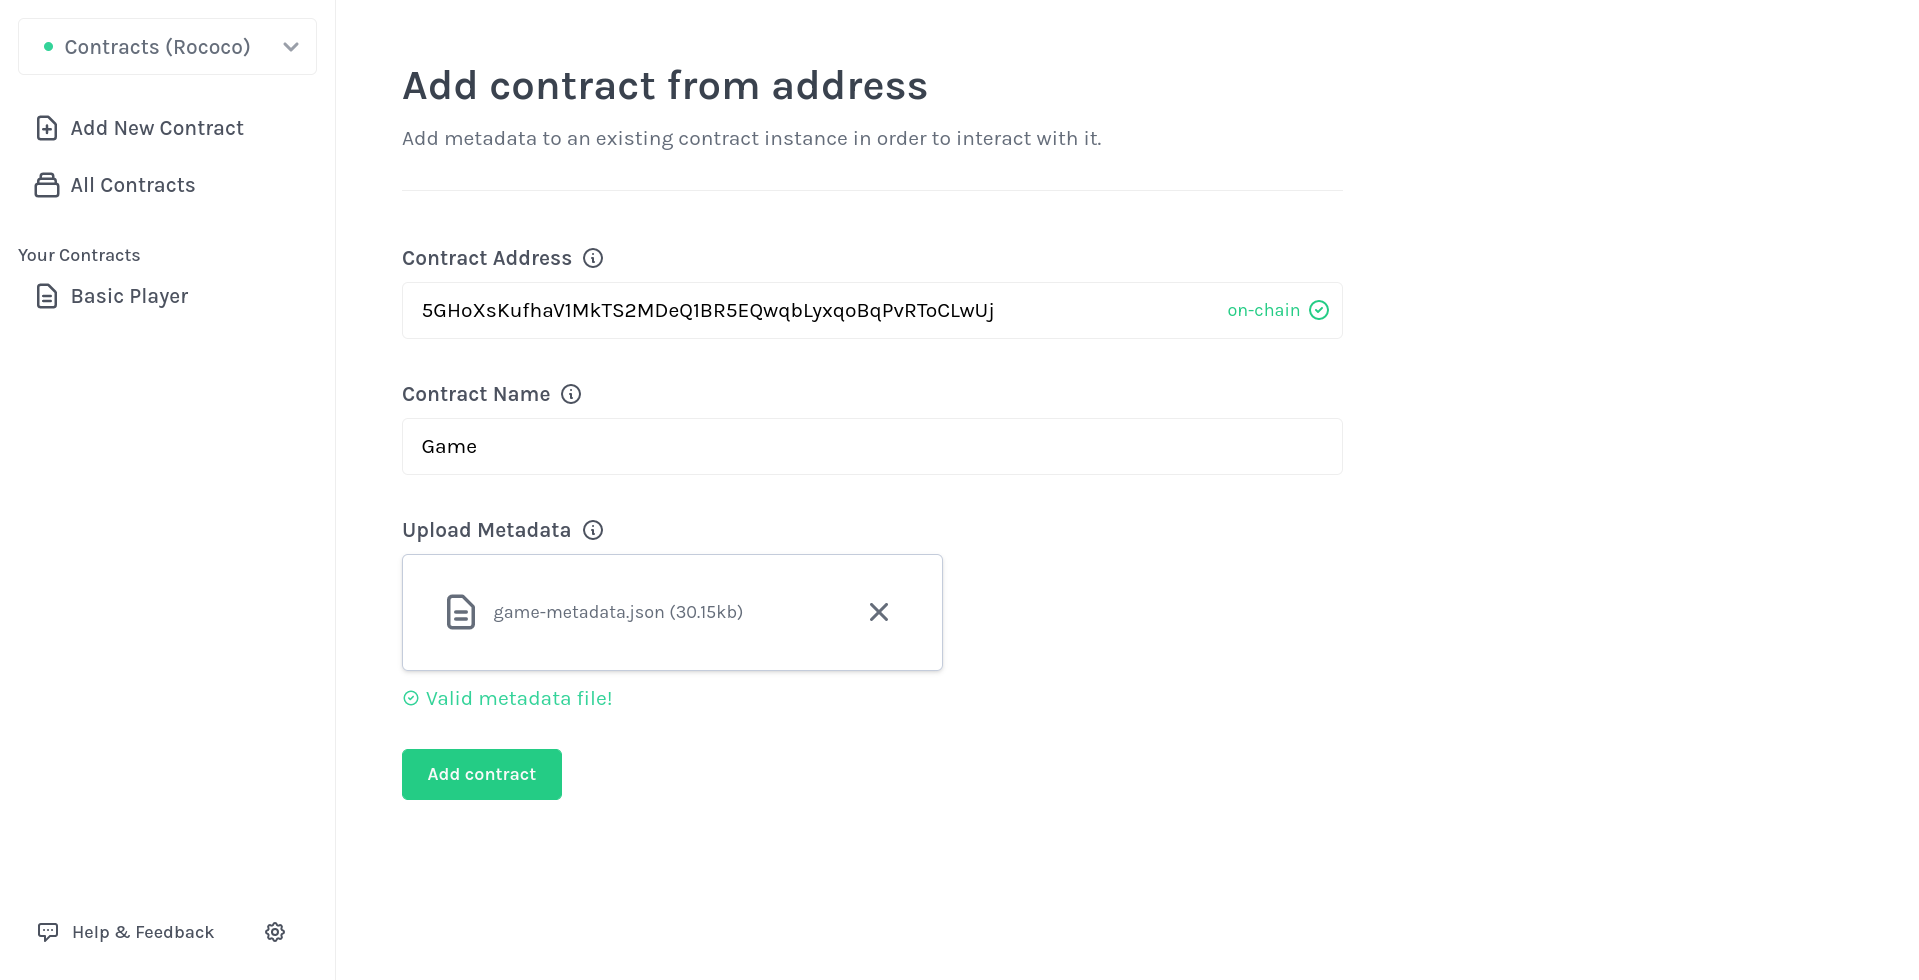 Contracts (Rococo)
Add New Contract
All Contracts
Your Contracts
Basic Player
Help & Feedback
Add contract from address
Add metadata to an existing contract instance in order to interact with it.
Contract Address
5GHoXsKufhaV1MkTS2MDeQ1BR5EQwqbLyxqoBqPvRToCLwUj on-chain
Contract Name
Game
Upload Metadata
game-metadata.json (30.15kb)
Valid metadata file!
Add contract